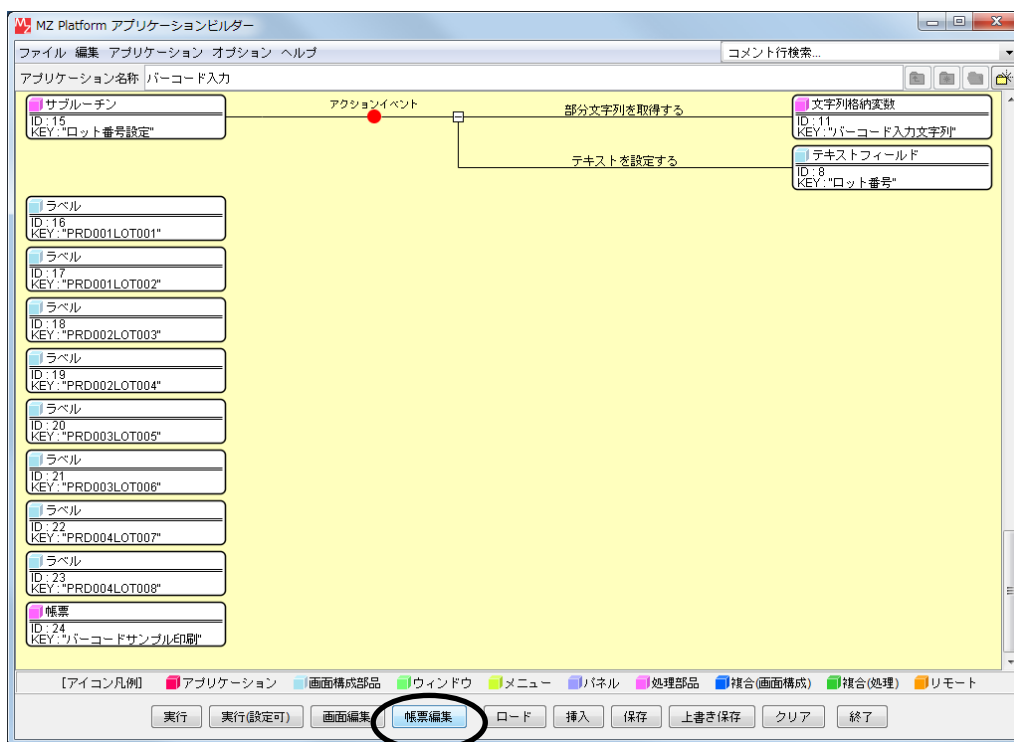 MZ Platform アプリケーションビルダー
ファイル 編集 アプリケーション オプション ヘルプ
コメント行検索...
アプリケーション名称 バーコード入力
サブルーチン
ID : 15
KEY : "ロット番号設定"
アクションイベント
部分文字列を取得する
文字列格納変数
ID : 11
KEY : "バーコード入力文字列"
テキストを設定する
テキストフィールド
ID : 8
KEY : "ロット番号"
ラベル
ID : 16
KEY : "PRD001LOT001"
ラベル
ID : 17
KEY : "PRD001LOT002"
ラベル
ID : 18
KEY : "PRD002LOT003"
ラベル
ID : 19
KEY : "PRD002LOT004"
ラベル
ID : 20
KEY : "PRD003LOT005"
ラベル
ID : 21
KEY : "PRD003LOT006"
ラベル
ID : 22
KEY : "PRD004LOT007"
ラベル
ID : 23
KEY : "PRD004LOT008"
帳票
ID : 24
KEY : "バーコードサンプル印刷"
[アイコン凡例] アプリケーション 画面構成部品 ウィンドウ メニュー パネル 処理部品 複合(画面構成) 複合(処理) リモート
実行 実行(設定可) 画面編集 帳票編集 ロード 挿入 保存 上書き保存 クリア 終了